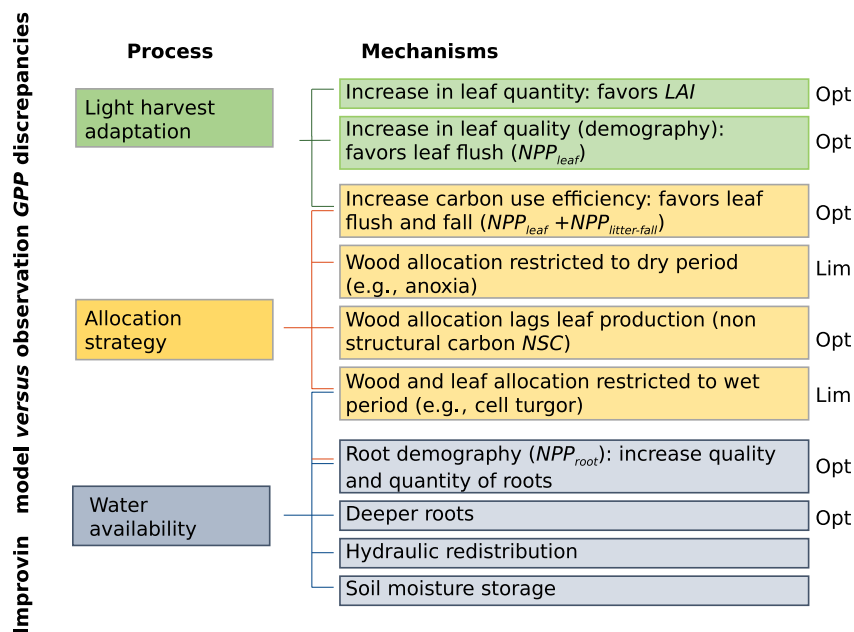 Improvin model versus observation GPP discrepancies
Process
Mechanisms
Light harvest
adaptation
Increase in leaf quantity: favors LAI
Opt
Increase in leaf quality (demography):
favors leaf flush (NPPleaf)
Opt
Increase carbon use efficiency: favors leaf
flush and fall (NPPleaf +NPPlitter-fall)
Opt
Wood allocation restricted to dry period
(e.g., anoxia)
Lim
Allocation
strategy
Wood allocation lags leaf production (non
structural carbon NSC)
Opt
Wood and leaf allocation restricted to wet
period (e.g., cell turgor)
Lim
Root demography (NPProot): increase quality
and quantity of roots
Opt
Water
availability
Deeper roots
Opt
Hydraulic redistribution
Soil moisture storage